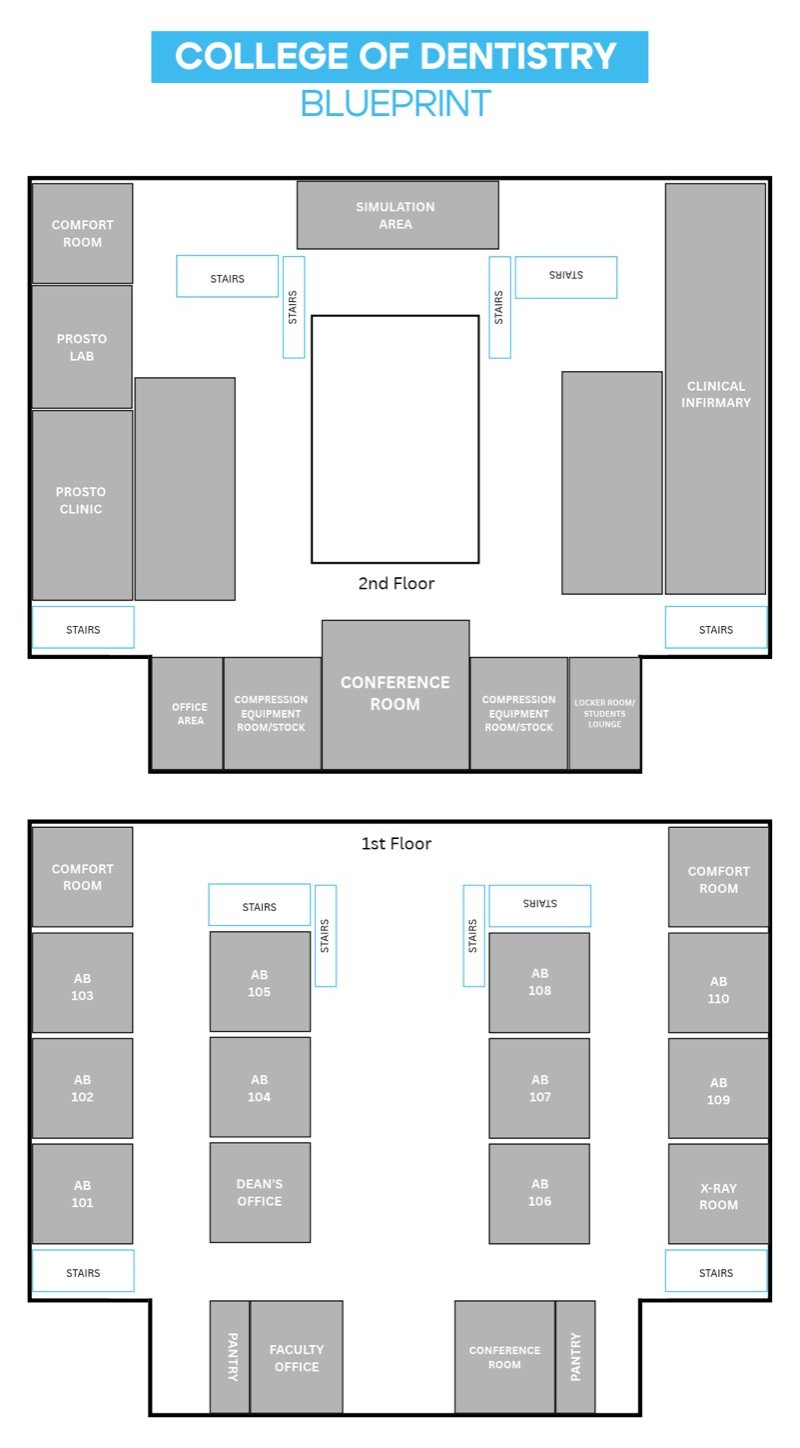 COLLEGE OF DENTISTRY
BLUEPRINT
SIMULATION
AREA
COMFORT
ROOM
STAIRS
STAIRS
STAIRS
STAIRS
PROSTO
LAB
CLINICAL
INFIRMARY
PROSTO
CLINIC
2nd Floor
STAIRS
STAIRS
CONFERENCE
ROOM
OFFICE
AREA
COMPRESSION
EQUIPMENT
ROOM/STOCK
COMPRESSION
EQUIPMENT
ROOM/STOCK
LOCKER ROOM/
STUDENTS
LOUNGE
1st Floor
COMFORT
ROOM
COMFORT
ROOM
STAIRS
STAIRS
STAIRS
STAIRS
AB
103
AB
105
AB
108
AB
110
AB
102
AB
104
AB
107
AB
109
AB
101
DEAN'S
OFFICE
AB
106
X-RAY
ROOM
STAIRS
STAIRS
PANTRY
FACULTY
OFFICE
CONFERENCE
ROOM
PANTRY